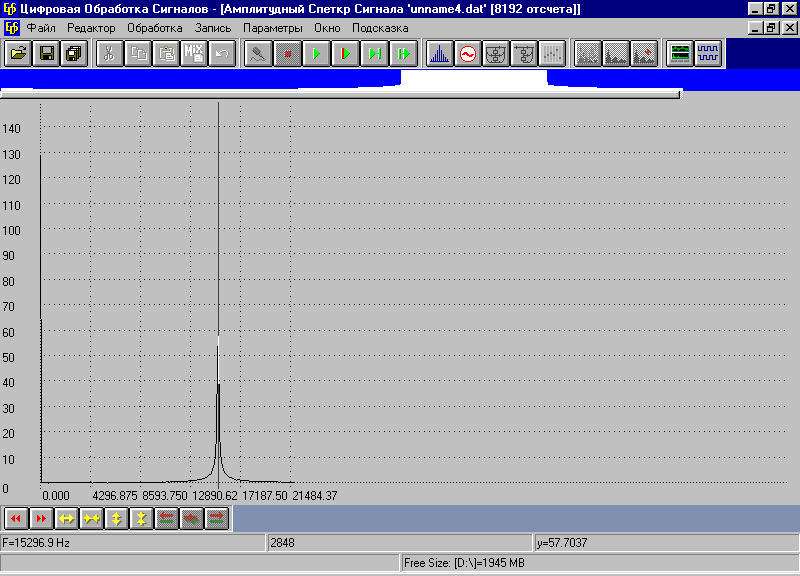 Цифровая Обработка Сигналов - [Амплитудный Спеткр Сигнала 'unname4.dat' [8192 отсчета]]
Файл Редактор Обработка Запись Параметры Окно Подсказка
MiX
140
130
120
110
100
90
80
70
60
50
40
30
20
10
0
0.000 4296.875 8593.750 12890.62 17187.50 21484.37
F=15296.9 Hz 2848 y=57.7037
Free Size: [D:\]=1945 MB